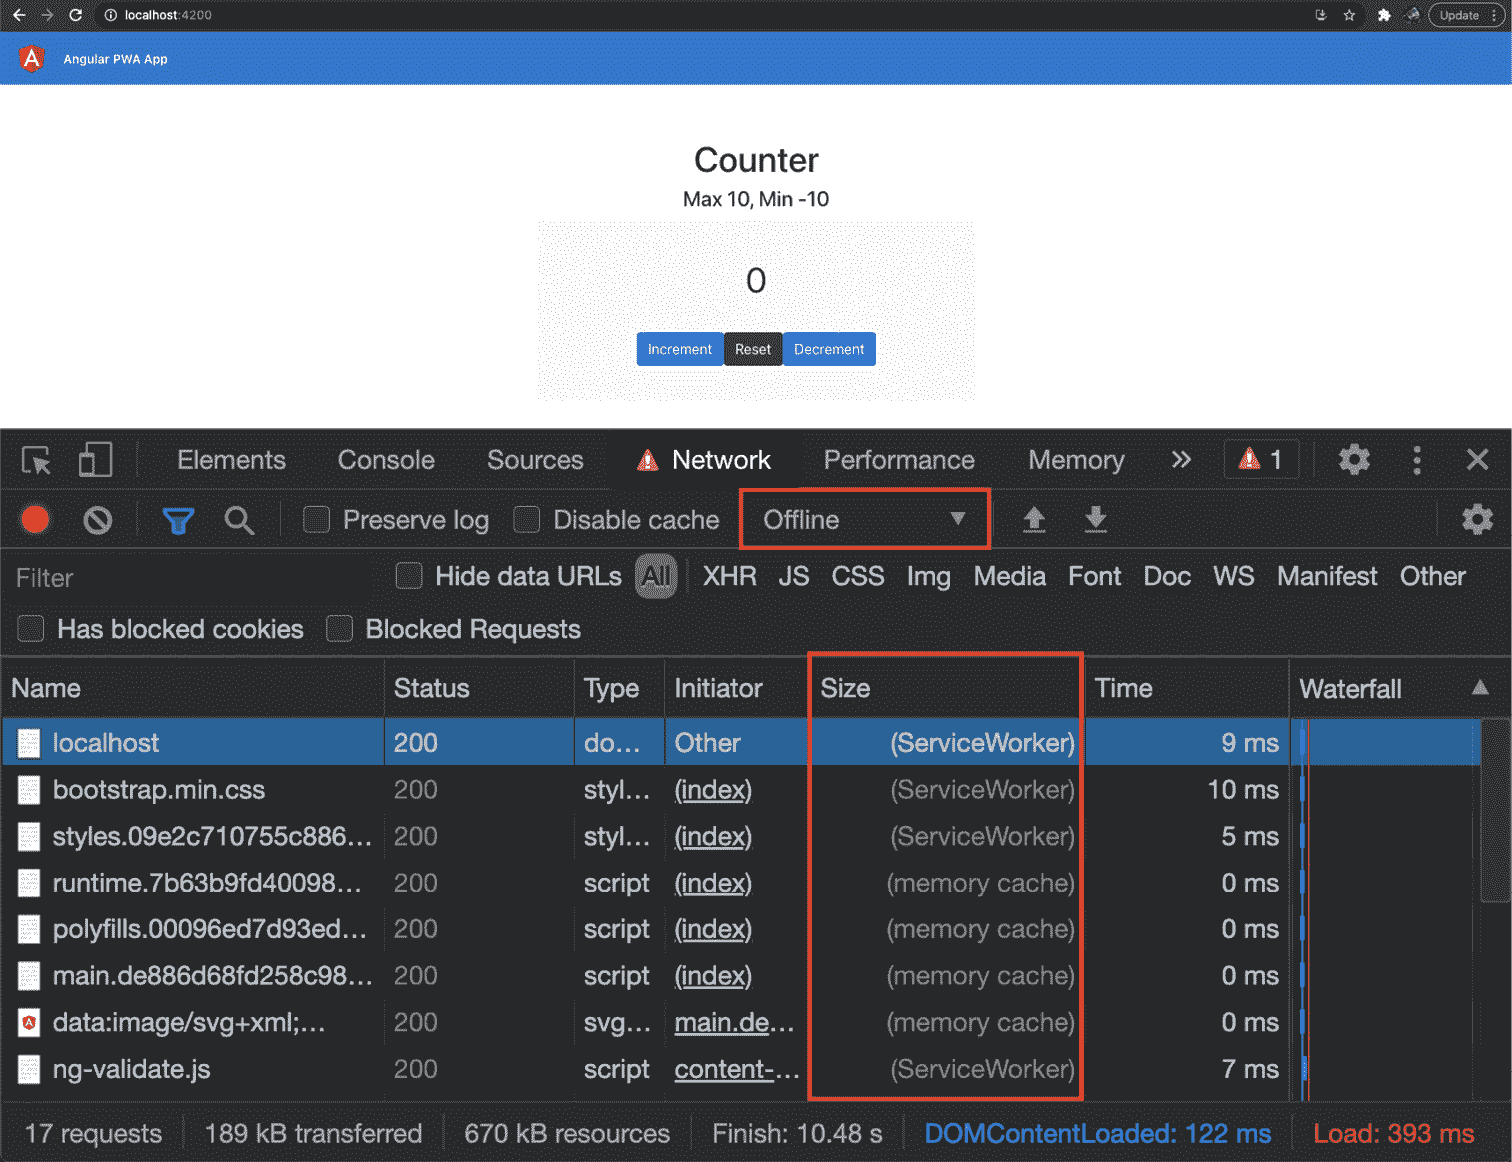 localhost:4200 Update
Angular PWA App
Counter
Max 10, Min -10
0
Increment Reset Decrement
Elements Console Sources Network Performance Memory 1
Preserve log Disable cache Offline
Filter Hide data URLs All XHR JS CSS Img Media Font Doc WS Manifest Other
Has blocked cookies Blocked Requests
Name Status Type Initiator Size Time Waterfall
localhost 200 do... Other (ServiceWorker) 9 ms
bootstrap.min.css 200 styl... (index) (ServiceWorker) 10 ms
styles.09e2c710755c886... 200 styl... (index) (ServiceWorker) 5 ms
runtime.7b63b9fd40098... 200 script (index) (memory cache) 0 ms
polyfills.00096ed7d93ed... 200 script (index) (memory cache) 0 ms
main.de886d68fd258c98... 200 script (index) (memory cache) 0 ms
data:image/svg+xml;... 200 svg... main.de... (memory cache) 0 ms
ng-validate.js 200 script content-... (ServiceWorker) 7 ms
17 requests 189 kB transferred 670 kB resources Finish: 10.48 s DOMContentLoaded: 122 ms Load: 393 ms